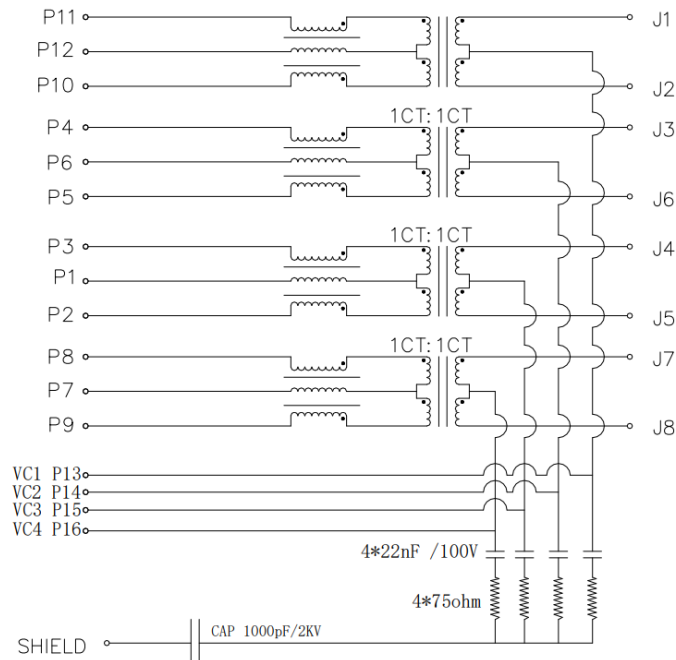 P11 J1
P12
P10 J2
1CT: 1CT
P4 J3
P6
P5 J6
1CT: 1CT
P3 J4
P1
P2 J5
1CT: 1CT
P8 J7
P7
P9 J8
VC1 P13
VC2 P14
VC3 P15
VC4 P16
4*22nF /100V
4*75ohm
CAP 1000pF/2KV
SHIELD